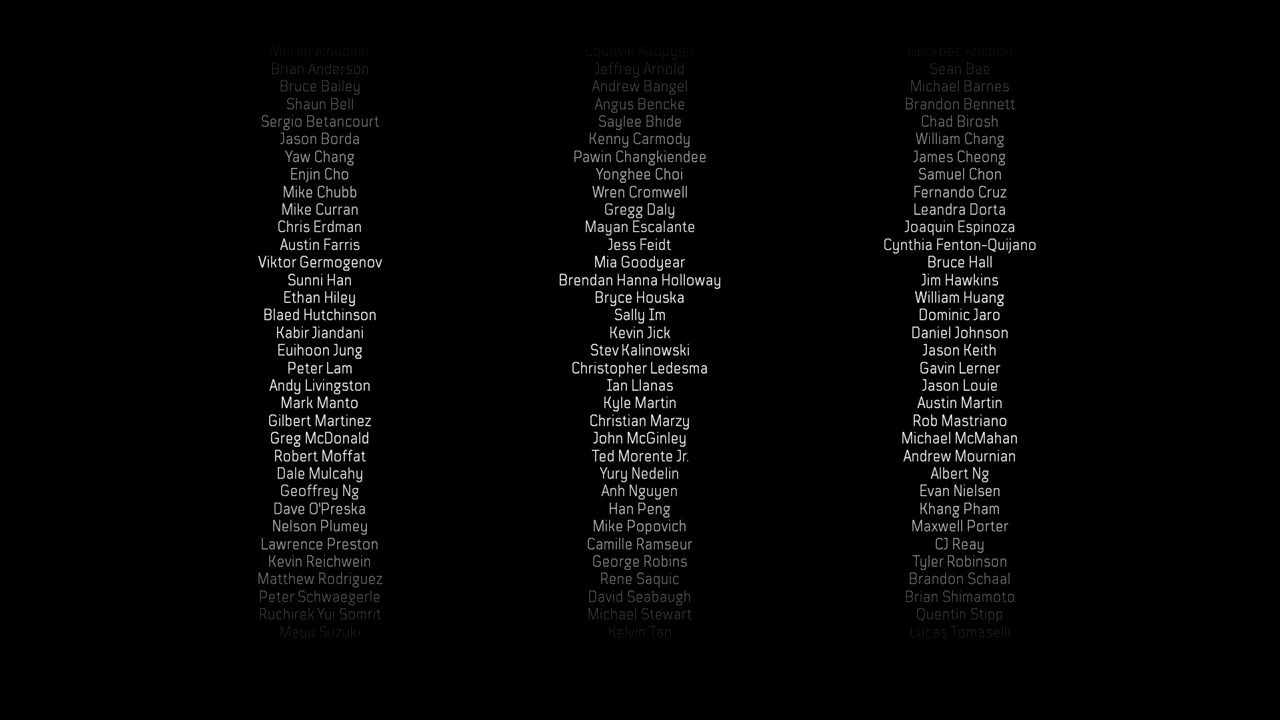 Brian Anderson Jeffrey Arnold Sean Bae
Bruce Bailey Andrew Bangel Michael Barnes
Shaun Bell Angus Bencke Brandon Bennett
Sergio Betancourt Saylee Bhide Chad Birosh
Jason Borda Kenny Carmody William Chang
Yaw Chang Pawin Changkiendee James Cheong
Enjin Cho Yonghee Choi Samuel Chon
Mike Chubb Wren Cromwell Fernando Cruz
Mike Curran Gregg Daly Leandra Dorta
Chris Erdman Mayan Escalante Joaquin Espinoza
Austin Farris Jess Feidt Cynthia Fenton-Quijano
Viktor Germogenov Mia Goodyear Bruce Hall
Sunni Han Brendan Hanna Holloway Jim Hawkins
Ethan Hiley Bryce Houska William Huang
Blaed Hutchinson Sally Im Dominic Jaro
Kabir Jiandani Kevin Jick Daniel Johnson
Euihoon Jung Stev Kalinowski Jason Keith
Peter Lam Christopher Ledesma Gavin Lerner
Andy Livingston Ian Llanas Jason Louie
Mark Manto Kyle Martin Austin Martin
Gilbert Martinez Christian Marzy Rob Mastriano
Greg McDonald John McGinley Michael McMahan
Robert Moffat Ted Morente Jr. Andrew Mournian
Dale Mulcahy Yury Nedelin Albert Ng
Geoffrey Ng Anh Nguyen Evan Nielsen
Dave O'Preska Han Peng Khang Pham
Nelson Plumey Mike Popovich Maxwell Porter
Lawrence Preston Camille Ramseur CJ Reay
Kevin Reichwein George Robins Tyler Robinson
Matthew Rodriguez Rene Saquic Brandon Schaal
Peter Schwaegerle David Seabaugh Brian Shimamoto
Ruchirek Yui Somrit Michael Stewart Quentin Stipp
Mayu Suzuki Kelvin Tan Lucas Tomaselli